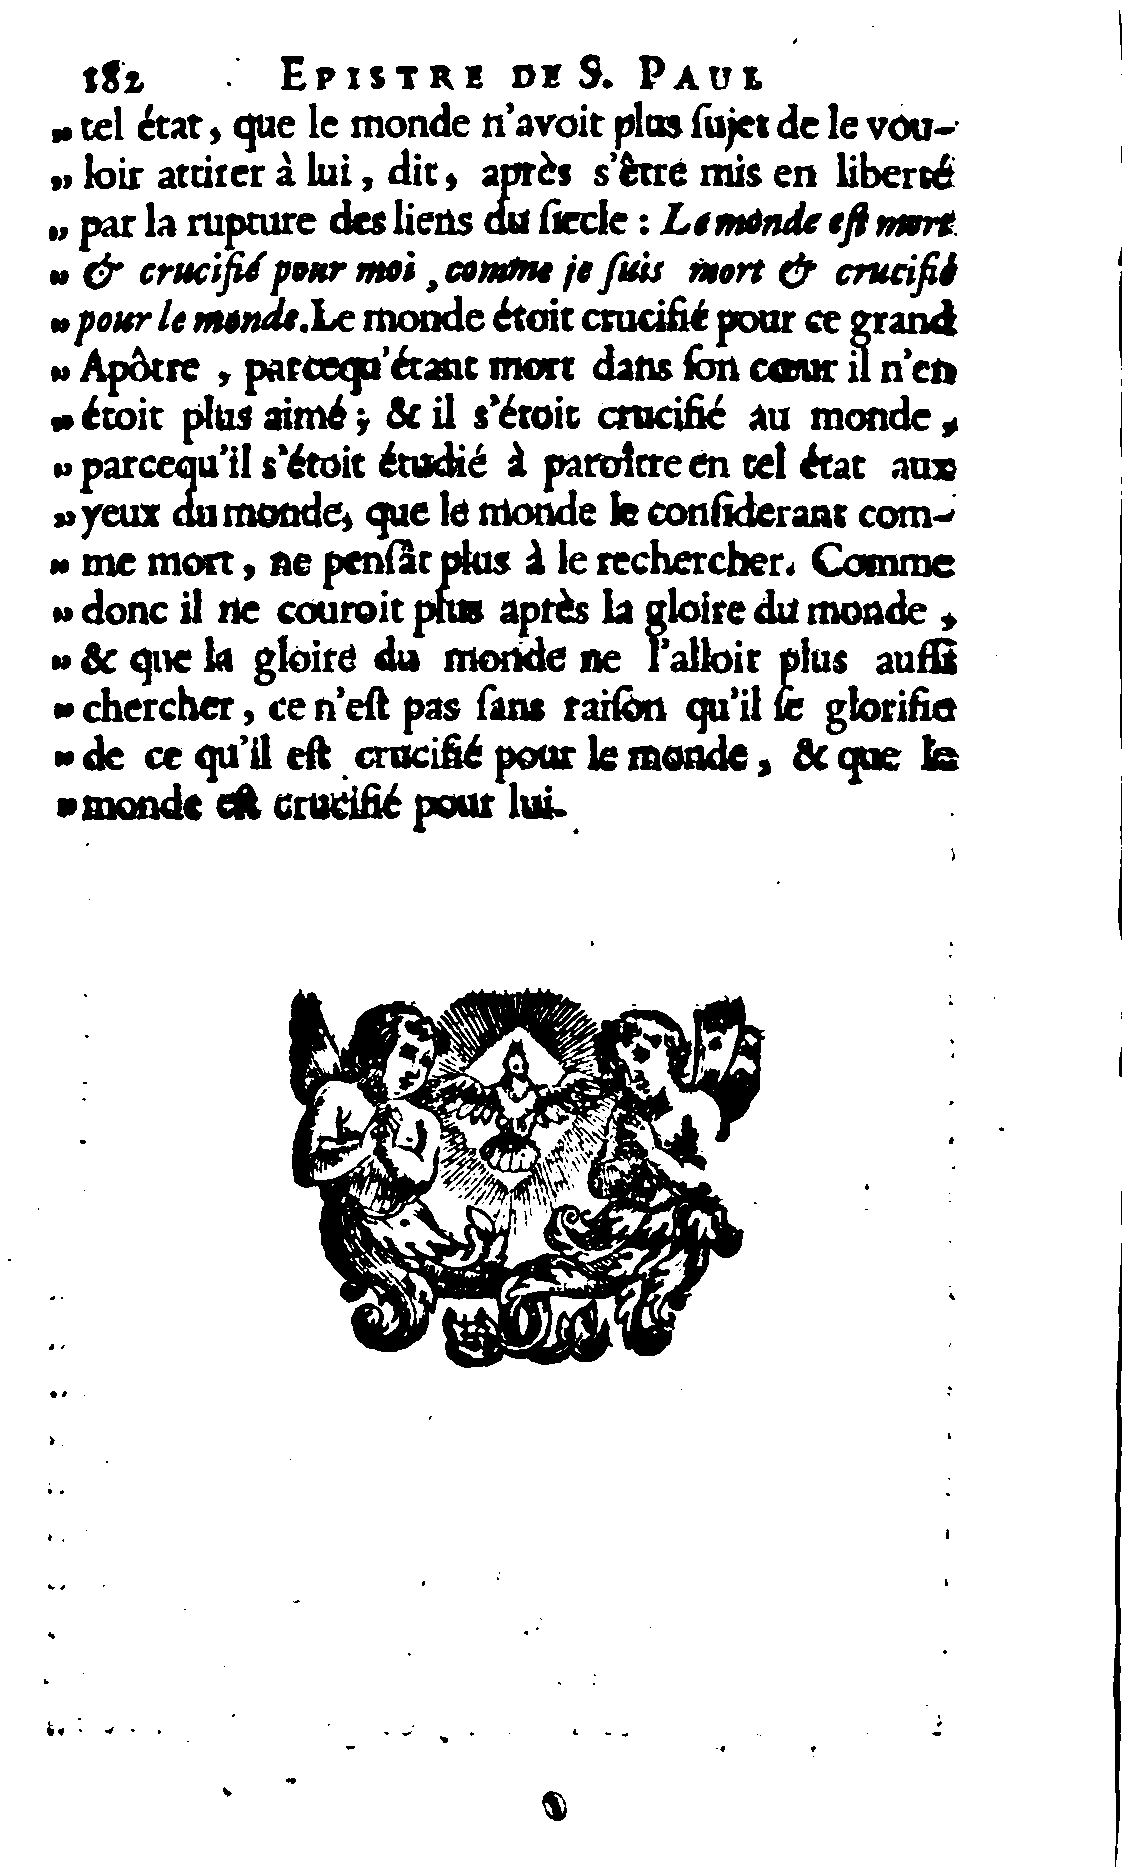 182 EPISTRE DE S. PAUL
„ tel état, que le monde n'avoit plus ſujet de le vou-
„ loir attirer à lui, dit, après s'être mis en liberté
„ par la rupture des liens du ſiecle : Le monde eſt mort
„ & crucifié pour moi, comme je ſuis mort & crucifié
„ pour le monde. Le monde étoit crucifié pour ce grand
„ Apôtre, parcequ'étant mort dans ſon cœur il n'en
„ étoit plus aimé; & il s'étoit crucifié au monde,
„ parcequ'il s'étoit étudié à paroître en tel état aux
„ yeux du monde, que le monde le conſiderant com-
„ me mort, ne penſât plus à le rechercher. Comme
„ donc il ne couroit plus après la gloire du monde,
„ & que la gloire du monde ne l'alloit plus auſſi
„ chercher, ce n'eſt pas ſans raiſon qu'il ſe glorifie
„ de ce qu'il eſt crucifié pour le monde, & que le
„ monde eſt crucifié pour lui.